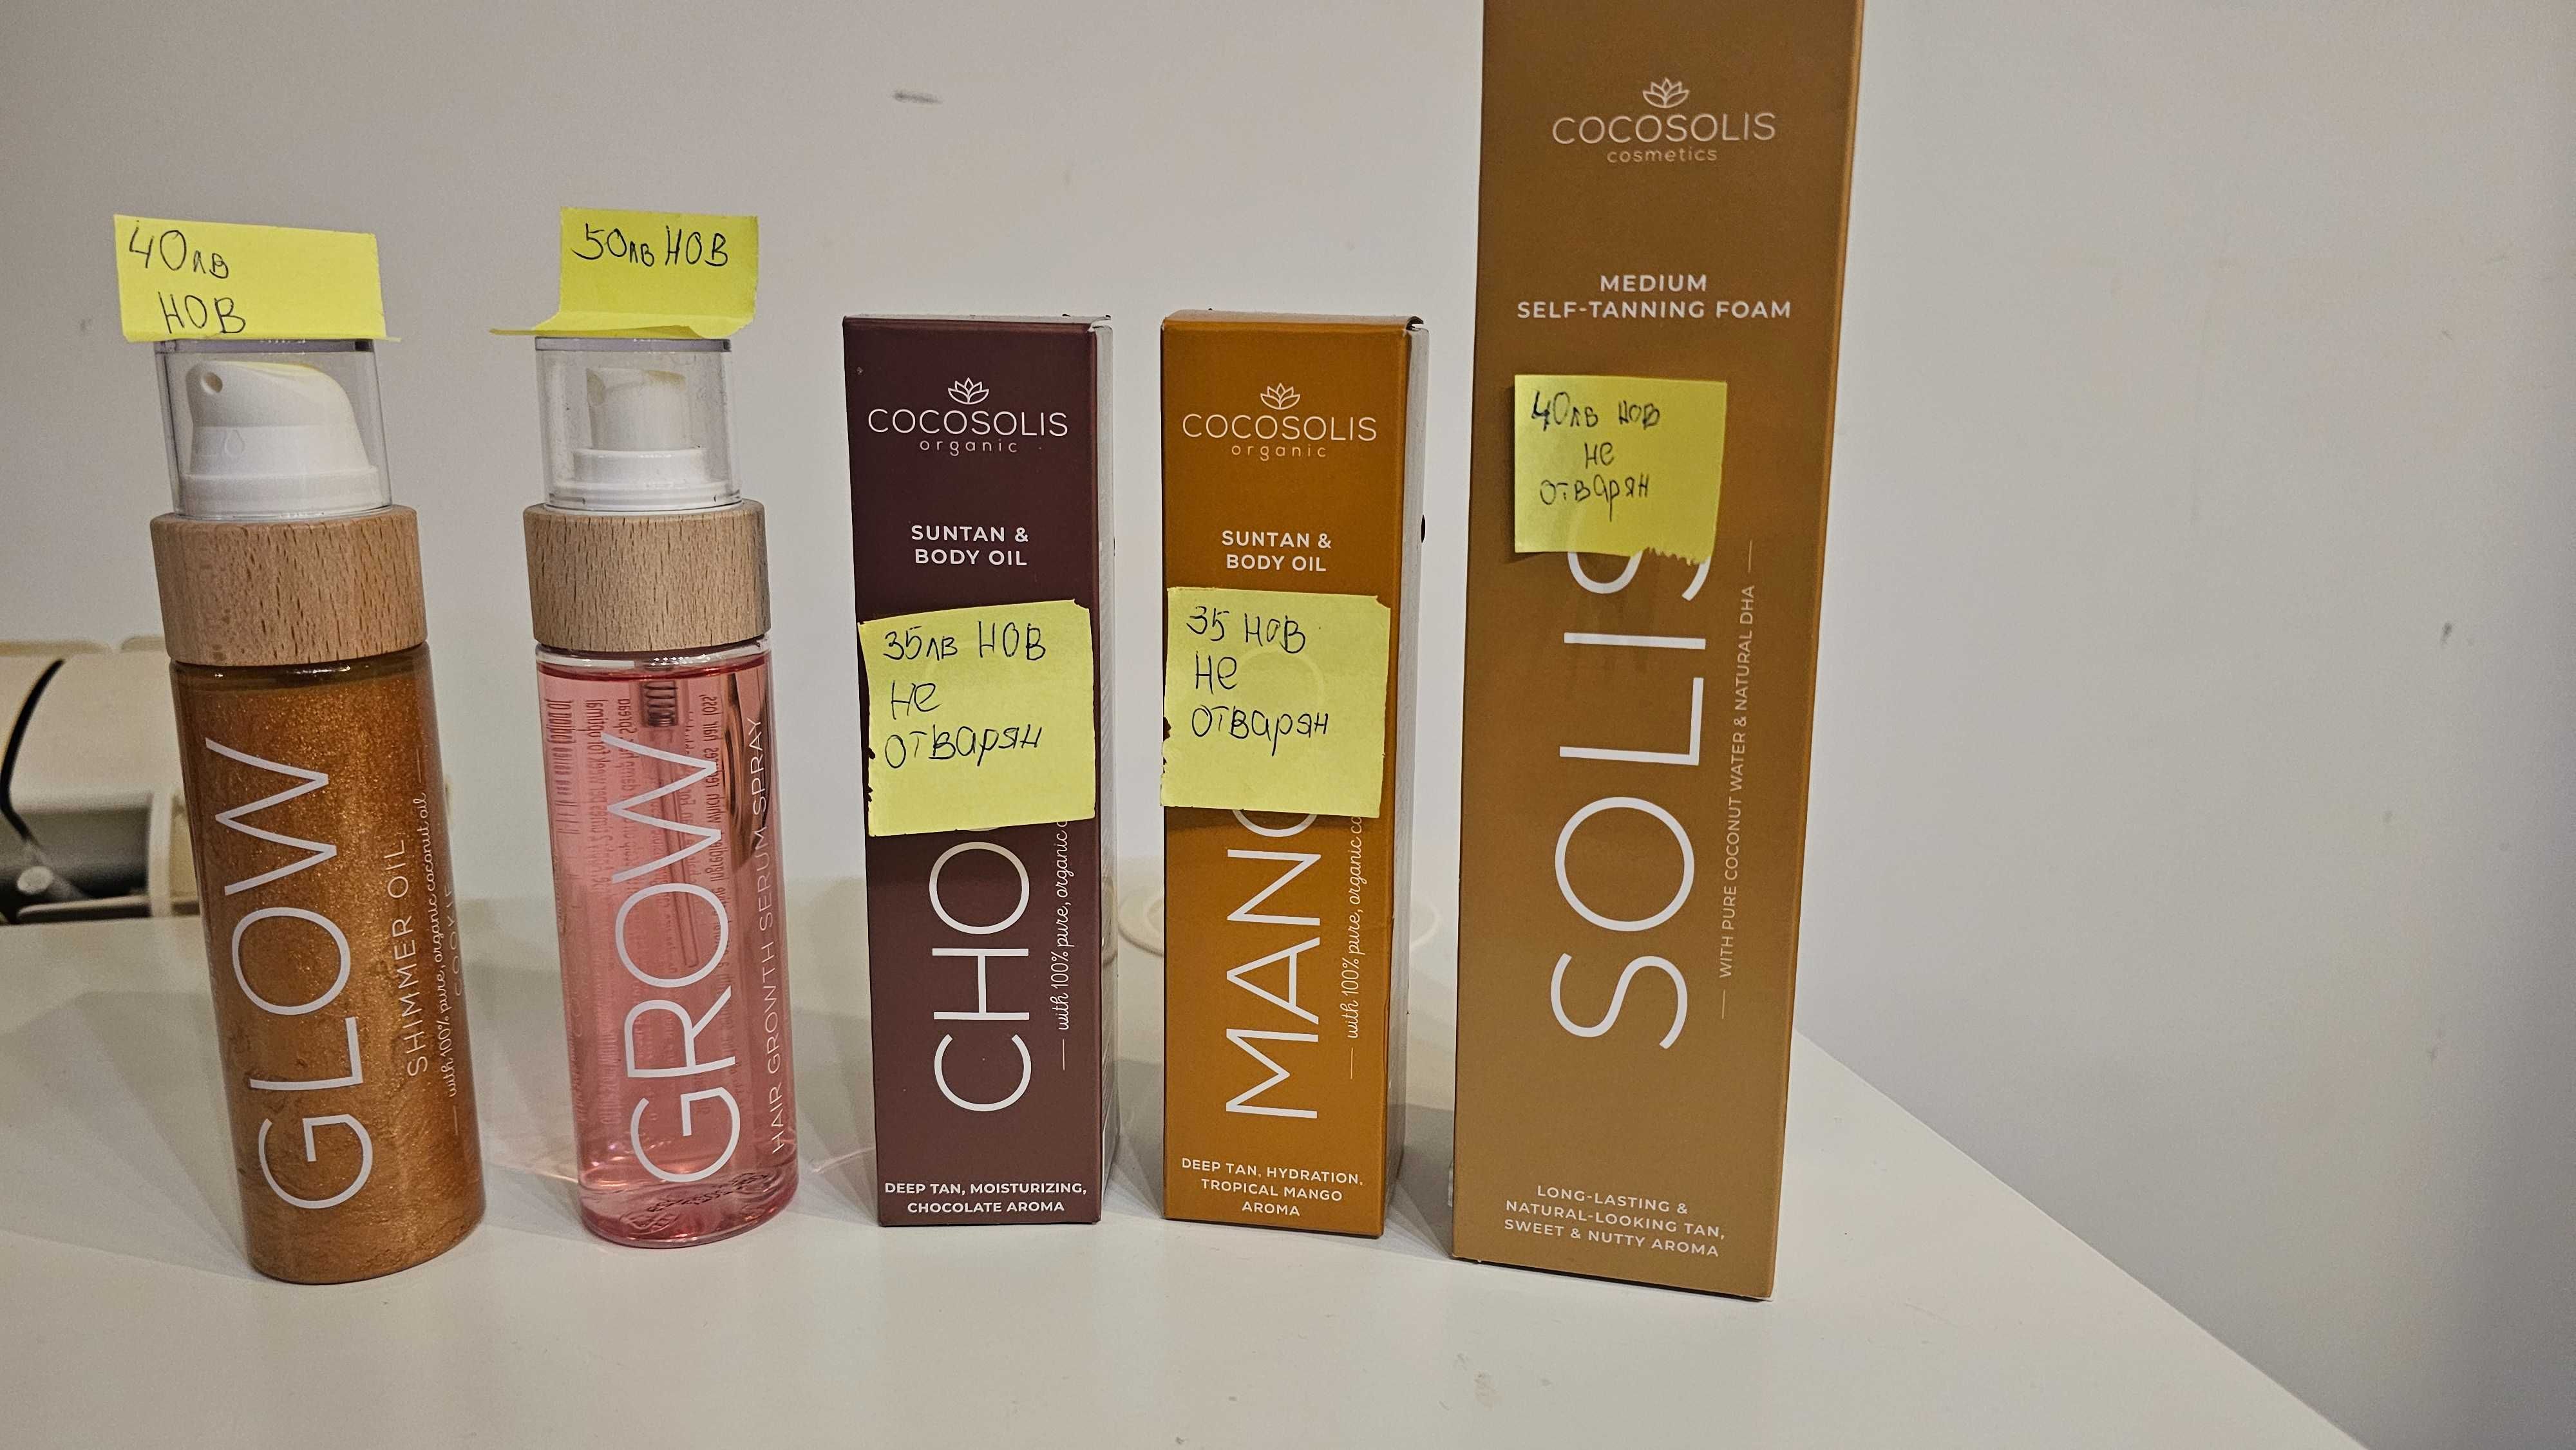 40лв
НОВ
GLOW
SHIMMER OIL
with 100% pure, organic coconut oil
50лв НОВ
GROW
HAIR GROWTH SERUM SPRAY
COCOSOLIS
organic
SUNTAN &
BODY OIL
35лв НОВ
не
отварян
CHO
with 100% pure, organic
DEEP TAN, MOISTURIZING,
CHOCOLATE AROMA
COCOSOLIS
organic
SUNTAN &
BODY OIL
35 НОВ
Не
отварян
MANG
with 100% pure, organic co
DEEP TAN, HYDRATION,
TROPICAL MANGO
AROMA
COCOSOLIS
cosmetics
MEDIUM
SELF-TANNING FOAM
40лв НОВ
не
отварян
SOLIS
WITH PURE COCONUT WATER & NATURAL DHA
LONG-LASTING &
NATURAL-LOOKING TAN,
SWEET & NUTTY AROMA